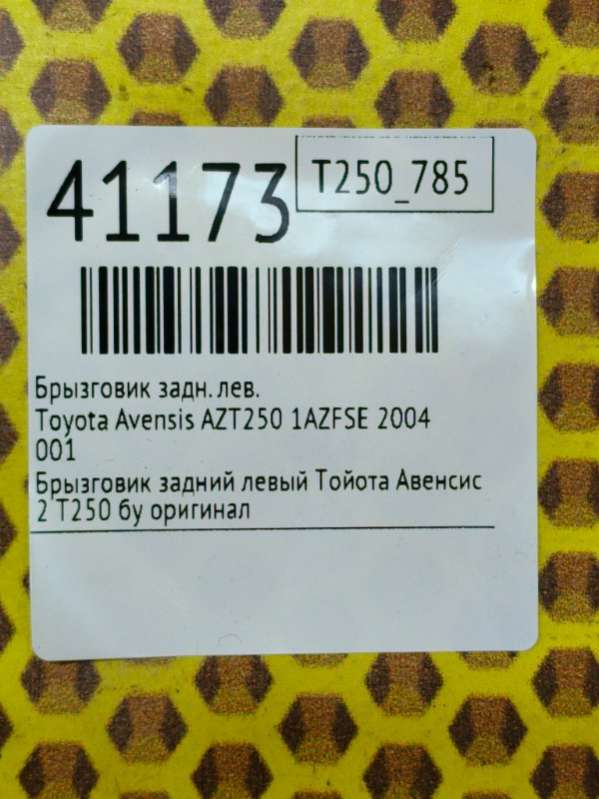 41173
T250_785
Брызговик задн. лев.
Toyota Avensis AZT250 1AZFSE 2004
001
Брызговик задний левый Тойота Авенсис
2 T250 бу оригинал